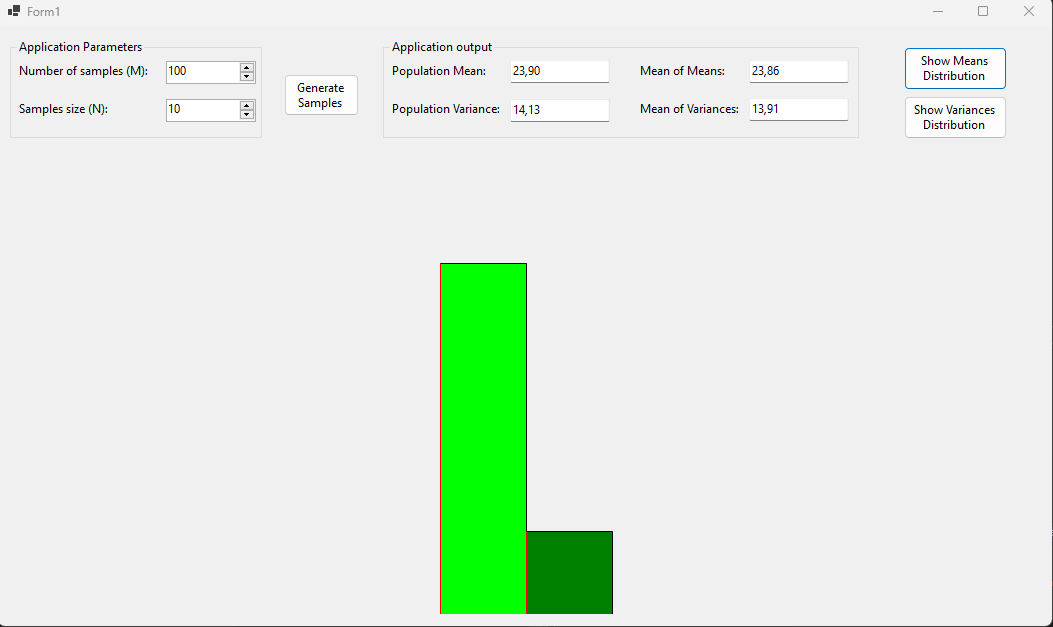 Form1
Application Parameters
Number of samples (M): 100
Samples size (N): 10
Generate
Samples
Application output
Population Mean: 23,90 Mean of Means: 23,86
Population Variance: 14,13 Mean of Variances: 13,91
Show Means
Distribution
Show Variances
Distribution